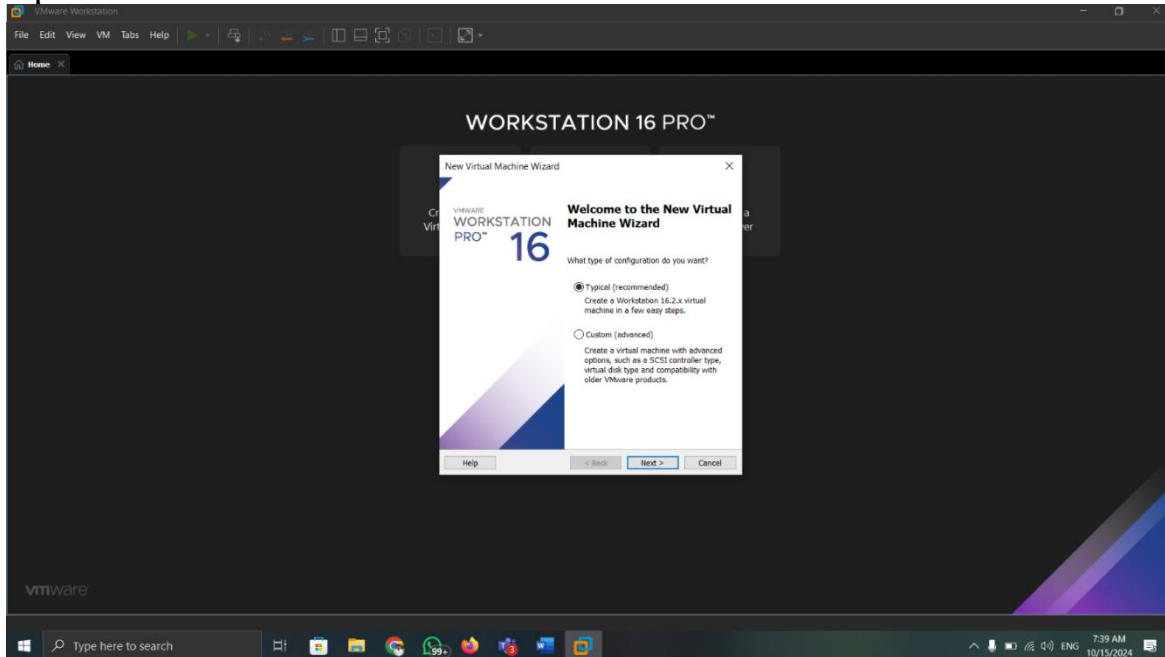 VMware Workstation
File Edit View VM Tabs Help
Home
WORKSTATION 16 PRO™
New Virtual Machine Wizard
VMWARE
WORKSTATION
PRO™ 16
Welcome to the New Virtual
Machine Wizard
What type of configuration do you want?
Typical (recommended)
Create a Workstation 16.2.x virtual
machine in a few easy steps.
Custom (advanced)
Create a virtual machine with advanced
options, such as a SCSI controller type,
virtual disk type and compatibility with
older VMware products.
Help < Back Next > Cancel
Cr
Virt
a
ver
vmware
Type here to search
99+
ENG
7:39 AM
10/15/2024